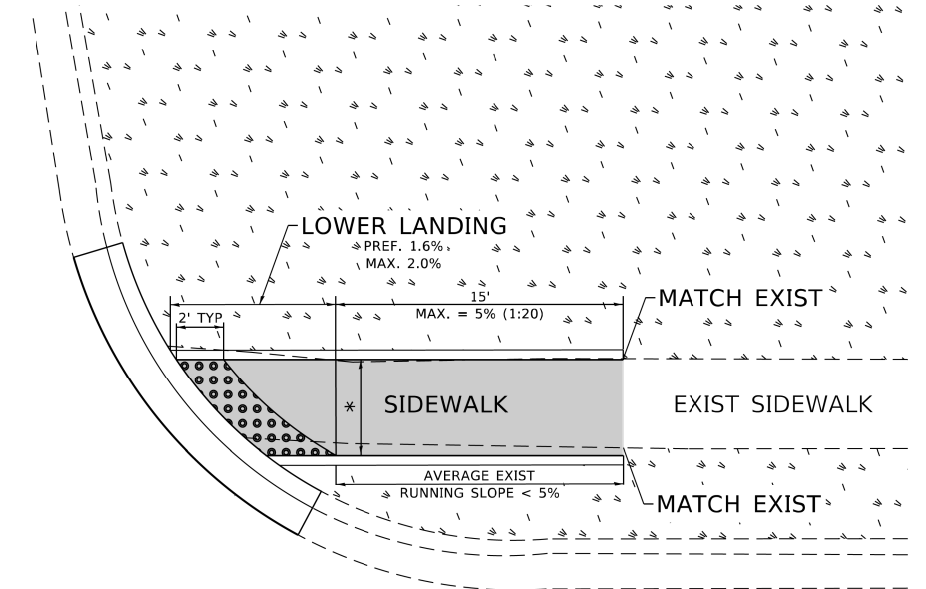 LOWER LANDING
PREF. 1.6%
MAX. 2.0%
15'
MAX. = 5% (1:20)
MATCH EXIST
2' TYP
*
SIDEWALK
EXIST SIDEWALK
AVERAGE EXIST
RUNNING SLOPE < 5%
MATCH EXIST